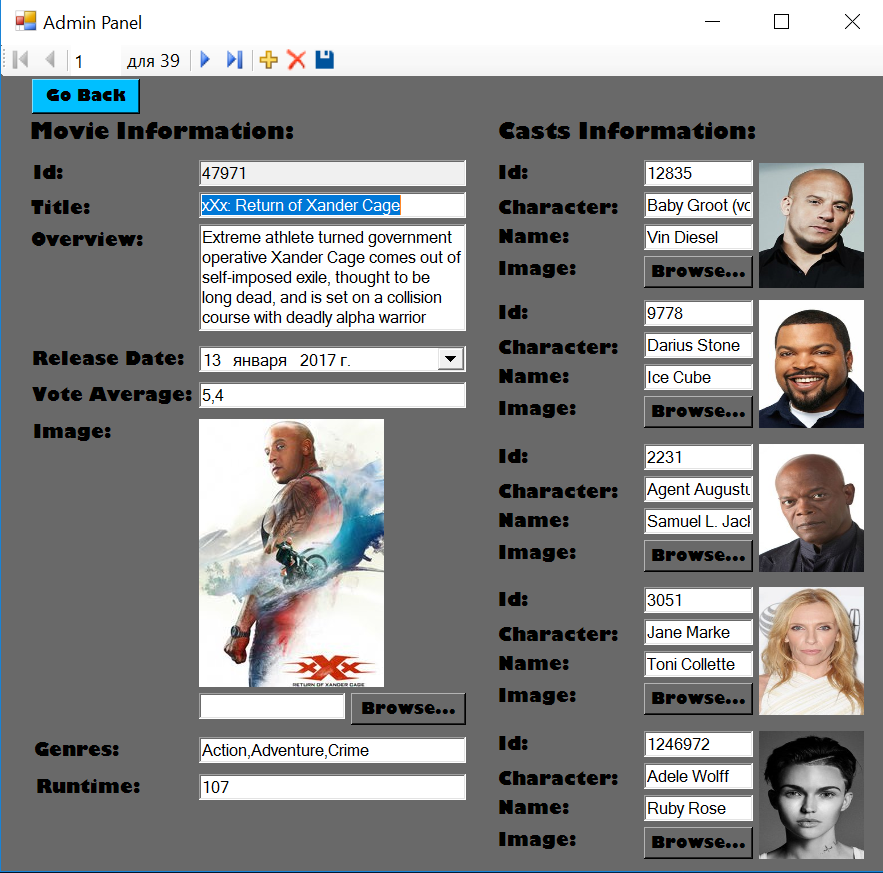 Admin Panel
1 для 39
Go Back
Movie Information:
Id: 47971
Title: xXx: Return of Xander Cage
Overview: Extreme athlete turned government
operative Xander Cage comes out of
self-imposed exile, thought to be
long dead, and is set on a collision
course with deadly alpha warrior
Release Date: 13 января 2017 г.
Vote Average: 5,4
Image:
xXx
RETURN OF XANDER CAGE
Browse...
Genres: Action,Adventure,Crime
Runtime: 107
Casts Information:
Id: 12835
Character: Baby Groot (vo
Name: Vin Diesel
Image: Browse...
Id: 9778
Character: Darius Stone
Name: Ice Cube
Image: Browse...
Id: 2231
Character: Agent Augustu
Name: Samuel L. Jack
Image: Browse...
Id: 3051
Character: Jane Marke
Name: Toni Collette
Image: Browse...
Id: 1246972
Character: Adele Wolff
Name: Ruby Rose
Image: Browse...